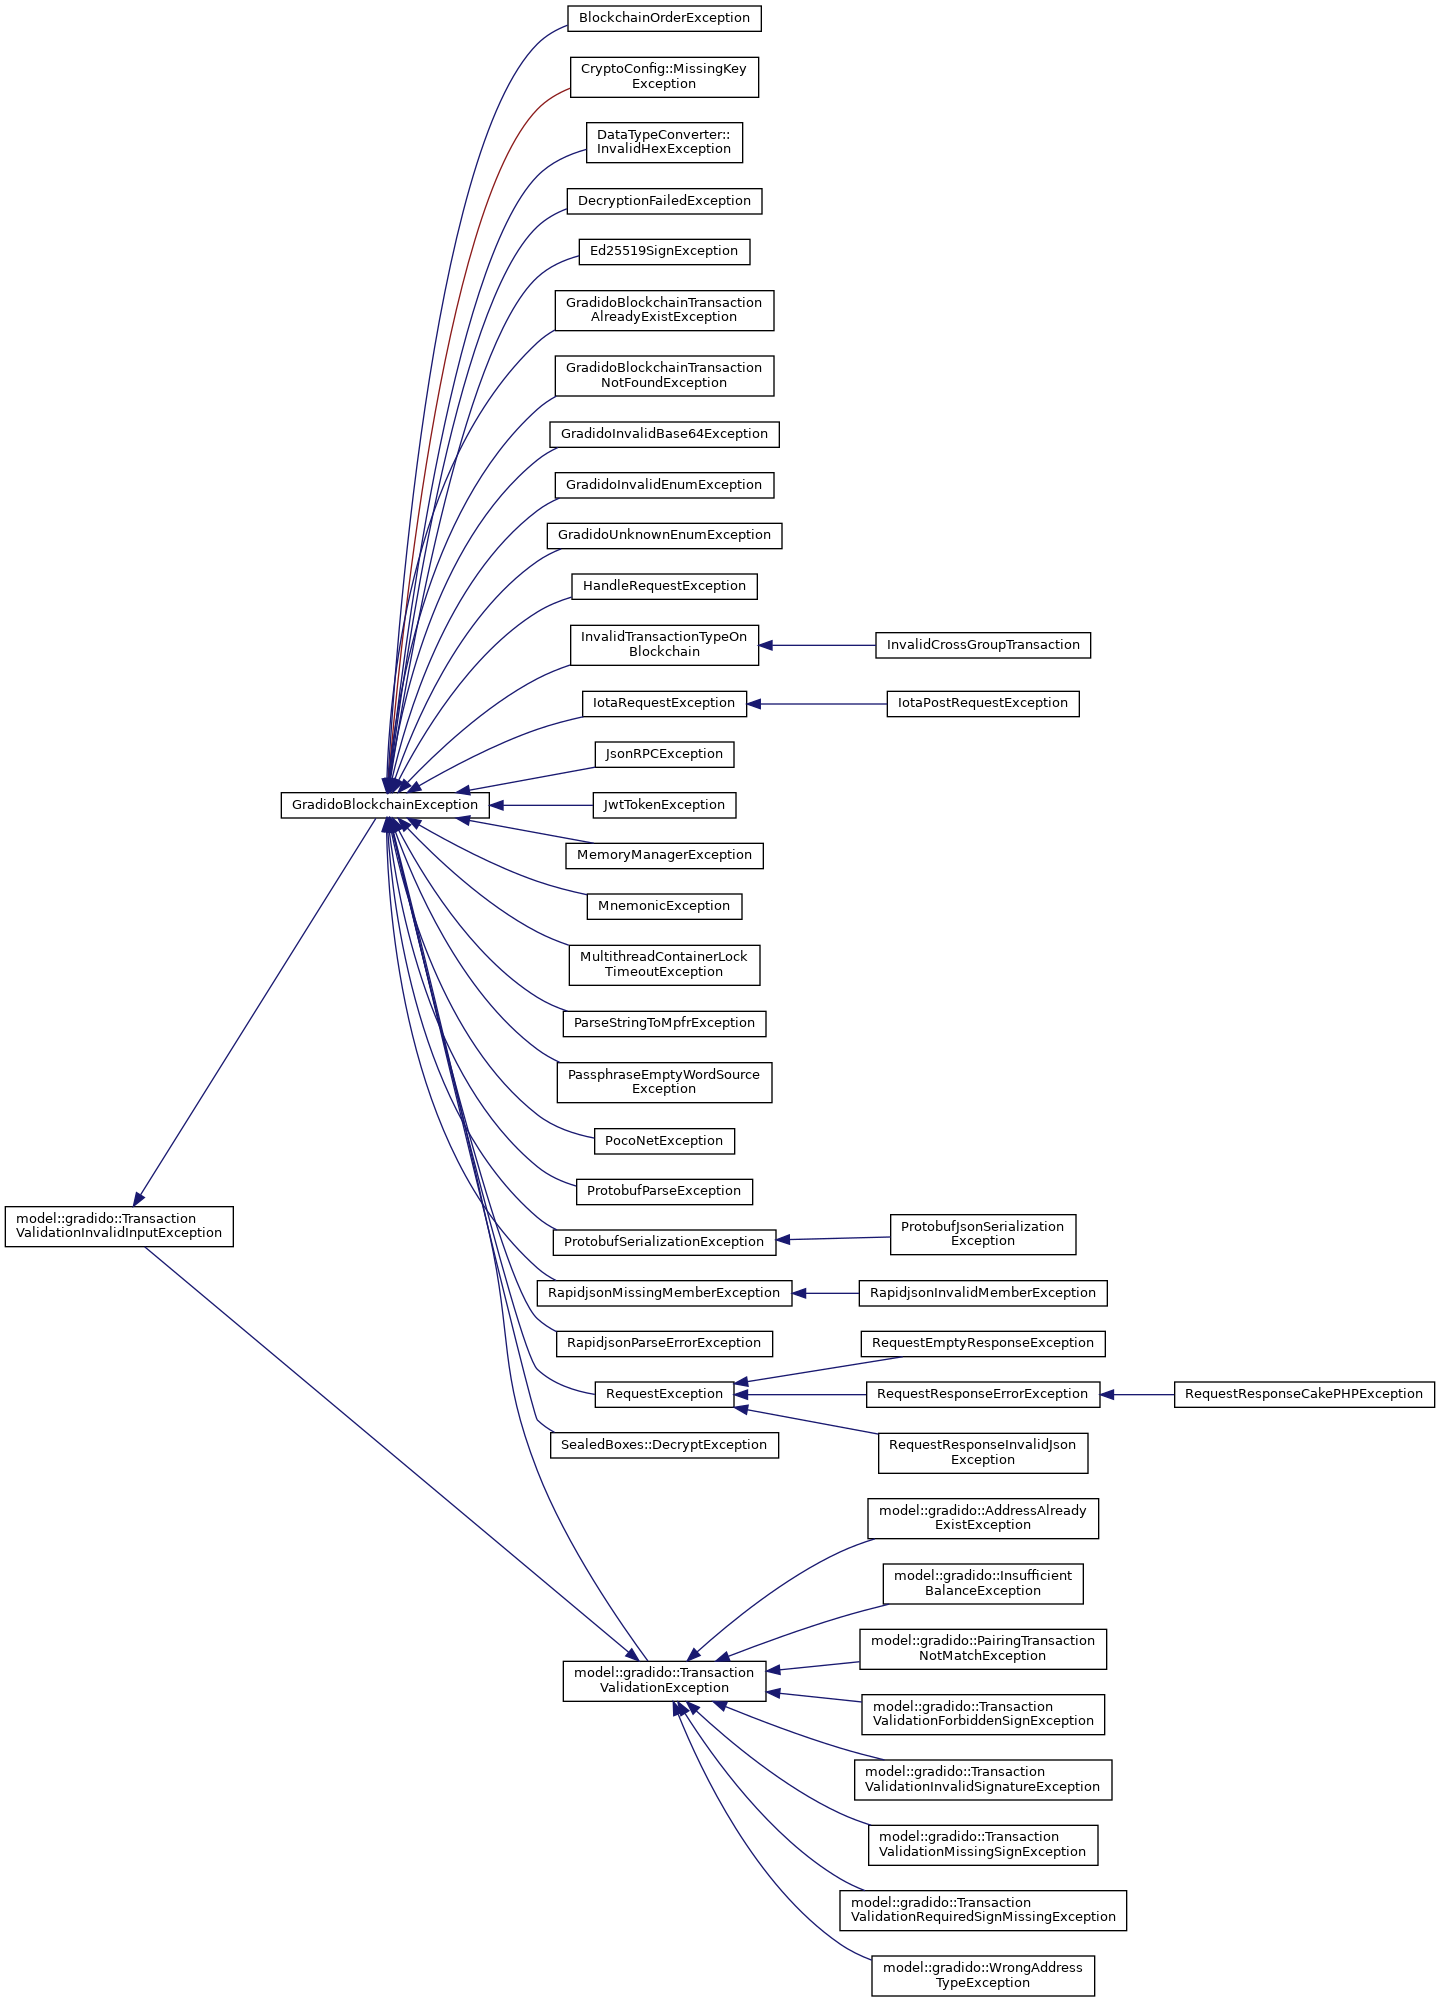 BlockchainOrderException
CryptoConfig::MissingKey
Exception
DataTypeConverter::
InvalidHexException
DecryptionFailedException
Ed25519SignException
GradidoBlockchainTransaction
AlreadyExistException
GradidoBlockchainTransaction
NotFoundException
GradidoInvalidBase64Exception
GradidoInvalidEnumException
GradidoUnknownEnumException
HandleRequestException
InvalidTransactionTypeOn
Blockchain
InvalidCrossGroupTransaction
IotaRequestException
IotaPostRequestException
JsonRPCException
GradidoBlockchainException
JwtTokenException
MemoryManagerException
MnemonicException
MultithreadContainerLock
TimeoutException
ParseStringToMpfrException
PassphraseEmptyWordSource
Exception
PocoNetException
ProtobufParseException
model::gradido::Transaction
ValidationInvalidInputException
ProtobufSerializationException
ProtobufJsonSerialization
Exception
RapidjsonMissingMemberException
RapidjsonInvalidMemberException
RapidjsonParseErrorException
RequestEmptyResponseException
RequestException
RequestResponseErrorException
RequestResponseCakePHPException
SealedBoxes::DecryptException
RequestResponseInvalidJson
Exception
model::gradido::AddressAlready
ExistException
model::gradido::Insufficient
BalanceException
model::gradido::PairingTransaction
NotMatchException
model::gradido::Transaction
ValidationException
model::gradido::Transaction
ValidationForbiddenSignException
model::gradido::Transaction
ValidationInvalidSignatureException
model::gradido::Transaction
ValidationMissingSignException
model::gradido::Transaction
ValidationRequiredSignMissingException
model::gradido::WrongAddress
TypeException